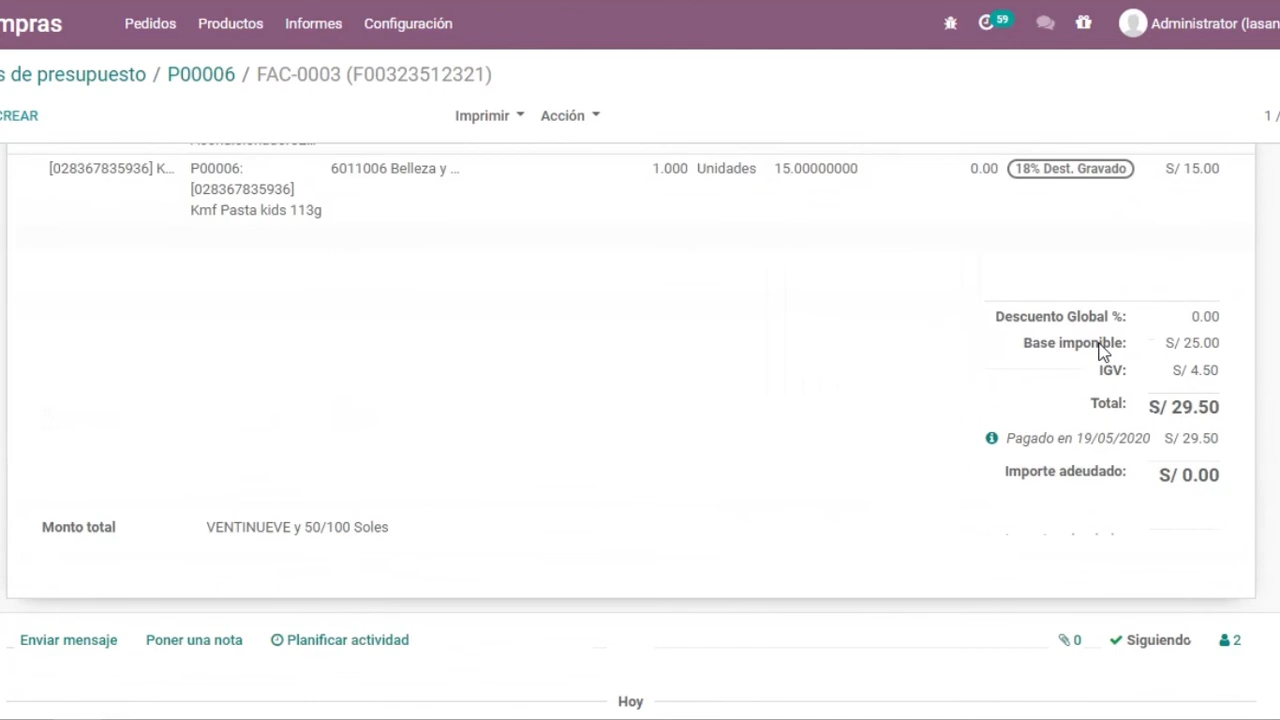 mpras Pedidos Productos Informes Configuración 59 Administrator (lasan
s de presupuesto / P00006 / FAC-0003 (F00323512321)
CREAR Imprimir Acción 1 /
[028367835936] K... P00006: 6011006 Belleza y ... 1.000 Unidades 15.00000000 0.00 18% Dest. Gravado S/ 15.00
[028367835936]
Kmf Pasta kids 113g
Descuento Global %: 0.00
Base imponible: S/ 25.00
IGV: S/ 4.50
Total: S/ 29.50
Pagado en 19/05/2020 S/ 29.50
Importe adeudado: S/ 0.00
Monto total VENTINUEVE y 50/100 Soles
Enviar mensaje Poner una nota Planificar actividad 0 Siguiendo 2
Hoy